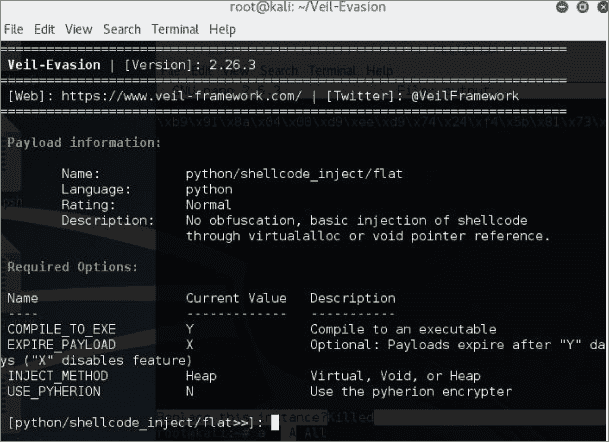 root@kali: ~/Veil-Evasion
File Edit View Search Terminal Help
=========================================================================
Veil-Evasion | [Version]: 2.26.3
=========================================================================
[Web]: https://www.veil-framework.com/ | [Twitter]: @VeilFramework
=========================================================================
Payload information:
Name: python/shellcode_inject/flat
Language: python
Rating: Normal
Description: No obfuscation, basic injection of shellcode
through virtualalloc or void pointer reference.
Required Options:
Name Current Value Description
---- ------------- -----------
COMPILE_TO_EXE Y Compile to an executable
EXPIRE_PAYLOAD X Optional: Payloads expire after "Y" da
ys ("X" disables feature)
INJECT_METHOD Heap Virtual, Void, or Heap
USE_PYHERION N Use the pyherion encrypter
[python/shellcode_inject/flat>>]: